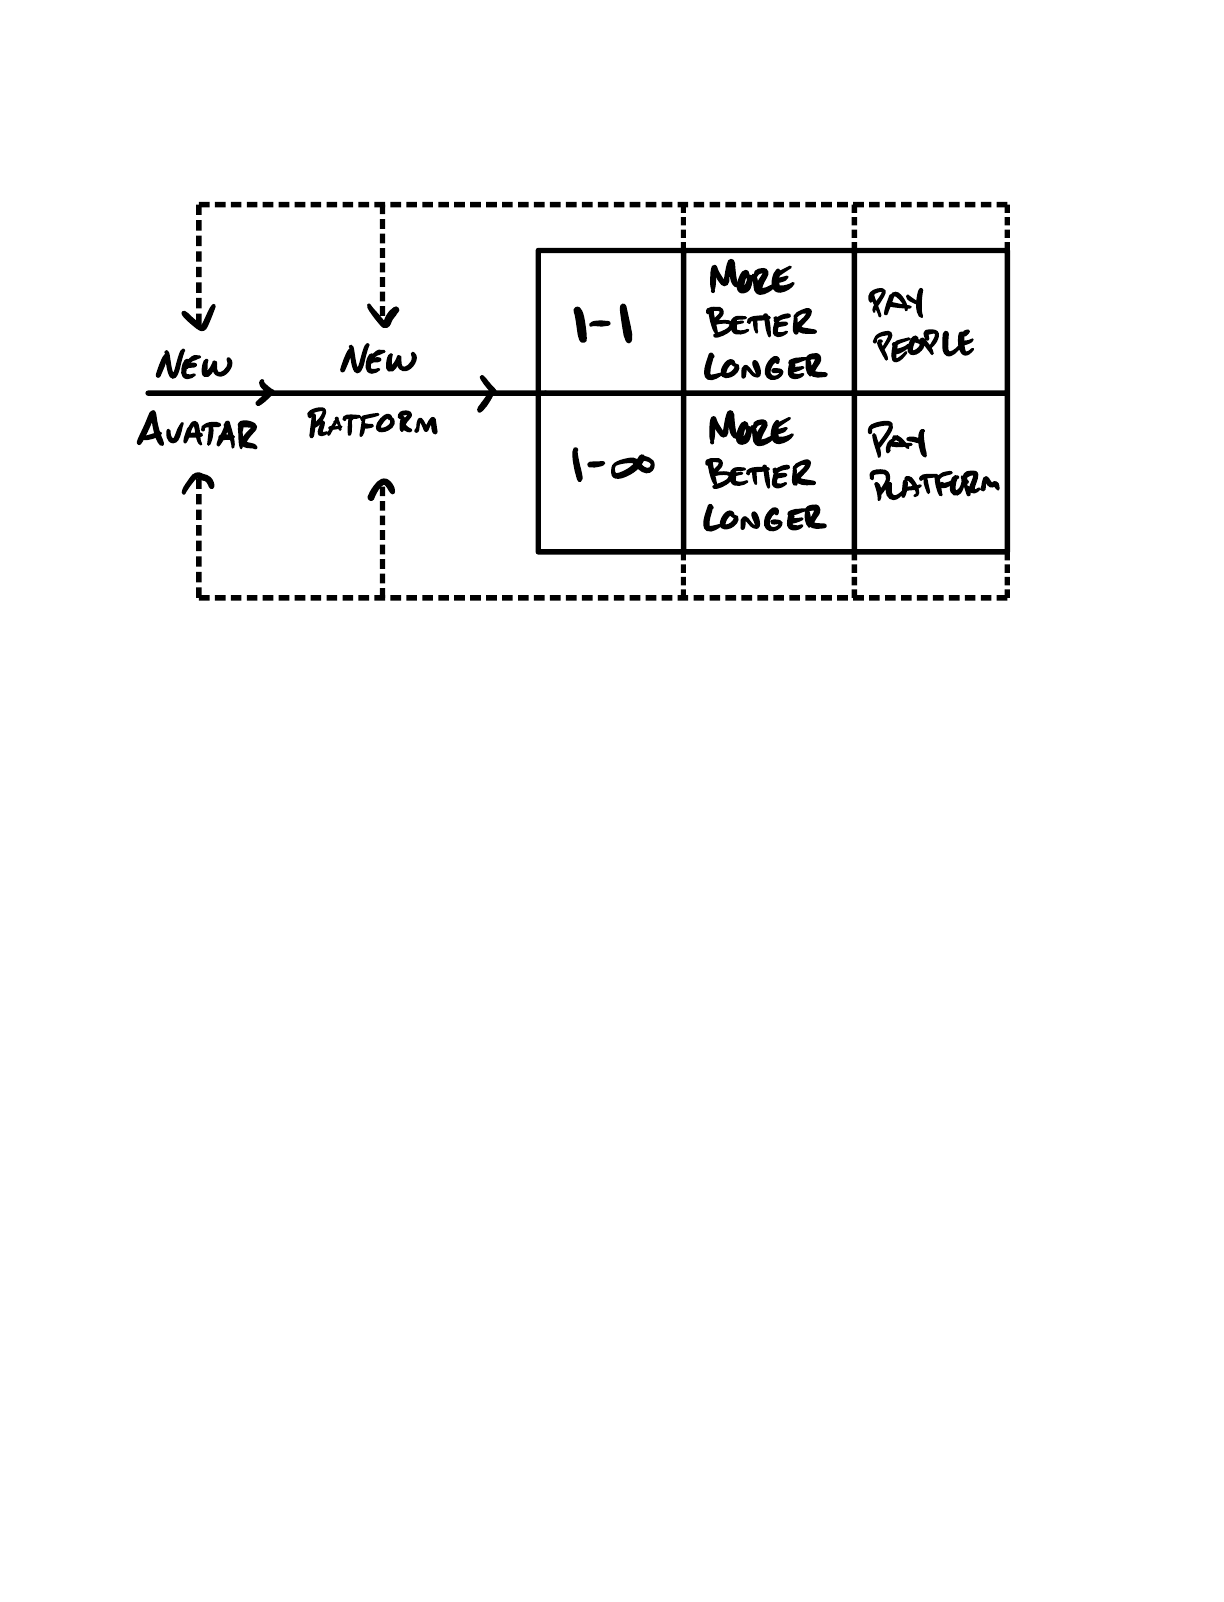 NEW
AVATAR
NEW
PLATFORM
1-1
MORE
BETTER
LONGER
PAY
PEOPLE
1-∞
MORE
BETTER
LONGER
PAY
PLATFORM